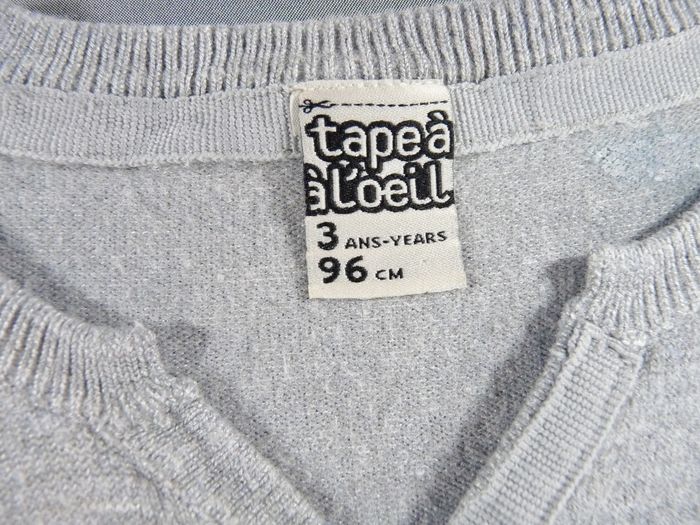 tape à
à l'oeil
3 ANS-YEARS
96 CM